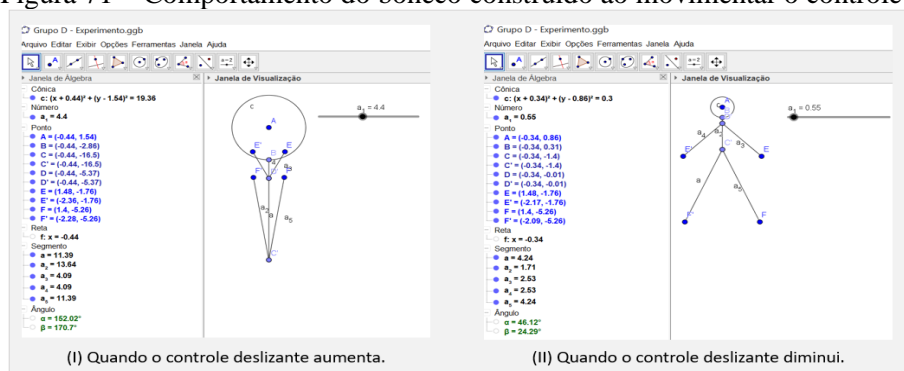 Figura 71 – Comportamento do boneco construído ao movimentar o controle
Grupo D - Experimento.ggb
Arquivo Editar Exibir Opções Ferramentas Janela Ajuda
a=2
Janela de Álgebra
Janela de Visualização
Cônica
c: (x + 0.44)² + (y - 1.54)² = 19.36
Número
a₁ = 4.4
Ponto
A = (-0.44, 1.54)
B = (-0.44, -2.86)
C = (-0.44, -16.5)
C' = (-0.44, -16.5)
D = (-0.44, -5.37)
D' = (-0.44, -5.37)
E = (1.48, -1.76)
E' = (-2.36, -1.76)
F = (1.4, -5.26)
F' = (-2.28, -5.26)
Reta
f: x = -0.44
Segmento
a = 11.39
a₂ = 13.64
a₃ = 4.09
a₄ = 4.09
a₅ = 11.39
Ângulo
α = 152.02°
β = 170.7°
c
A
a₁ = 4.4
E'
B
E
F'
F
a₂
a
a₅
C'
(I) Quando o controle deslizante aumenta.
Grupo D - Experimento.ggb
Arquivo Editar Exibir Opções Ferramentas Janela Ajuda
a=2
Janela de Álgebra
Janela de Visualização
Cônica
c: (x + 0.34)² + (y - 0.86)² = 0.3
Número
a₁ = 0.55
Ponto
A = (-0.34, 0.86)
B = (-0.34, 0.31)
C = (-0.34, -1.4)
C' = (-0.34, -1.4)
D = (-0.34, -0.01)
D' = (-0.34, -0.01)
E = (1.48, -1.76)
E' = (-2.17, -1.76)
F = (1.4, -5.26)
F' = (-2.09, -5.26)
Reta
f: x = -0.34
Segmento
a = 4.24
a₂ = 1.71
a₃ = 2.53
a₄ = 2.53
a₅ = 4.24
Ângulo
α = 46.12°
β = 24.29°
c
A
a₁ = 0.55
a₄
a₃
E'
C'
E
a
a₅
F'
F
(II) Quando o controle deslizante diminui.